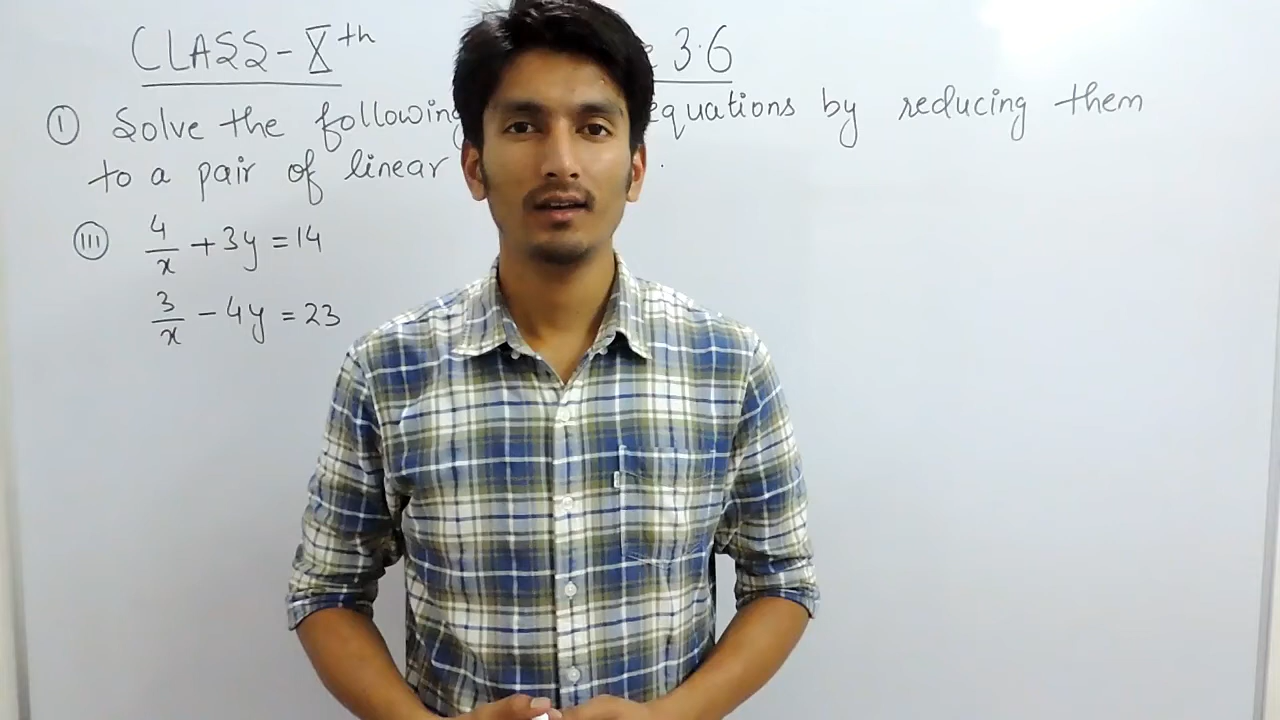 CLASS-Xth 3.6
① Solve the following equations by reducing them
to a pair of linear .
(III) 4/x + 3y = 14
3/x - 4y = 23